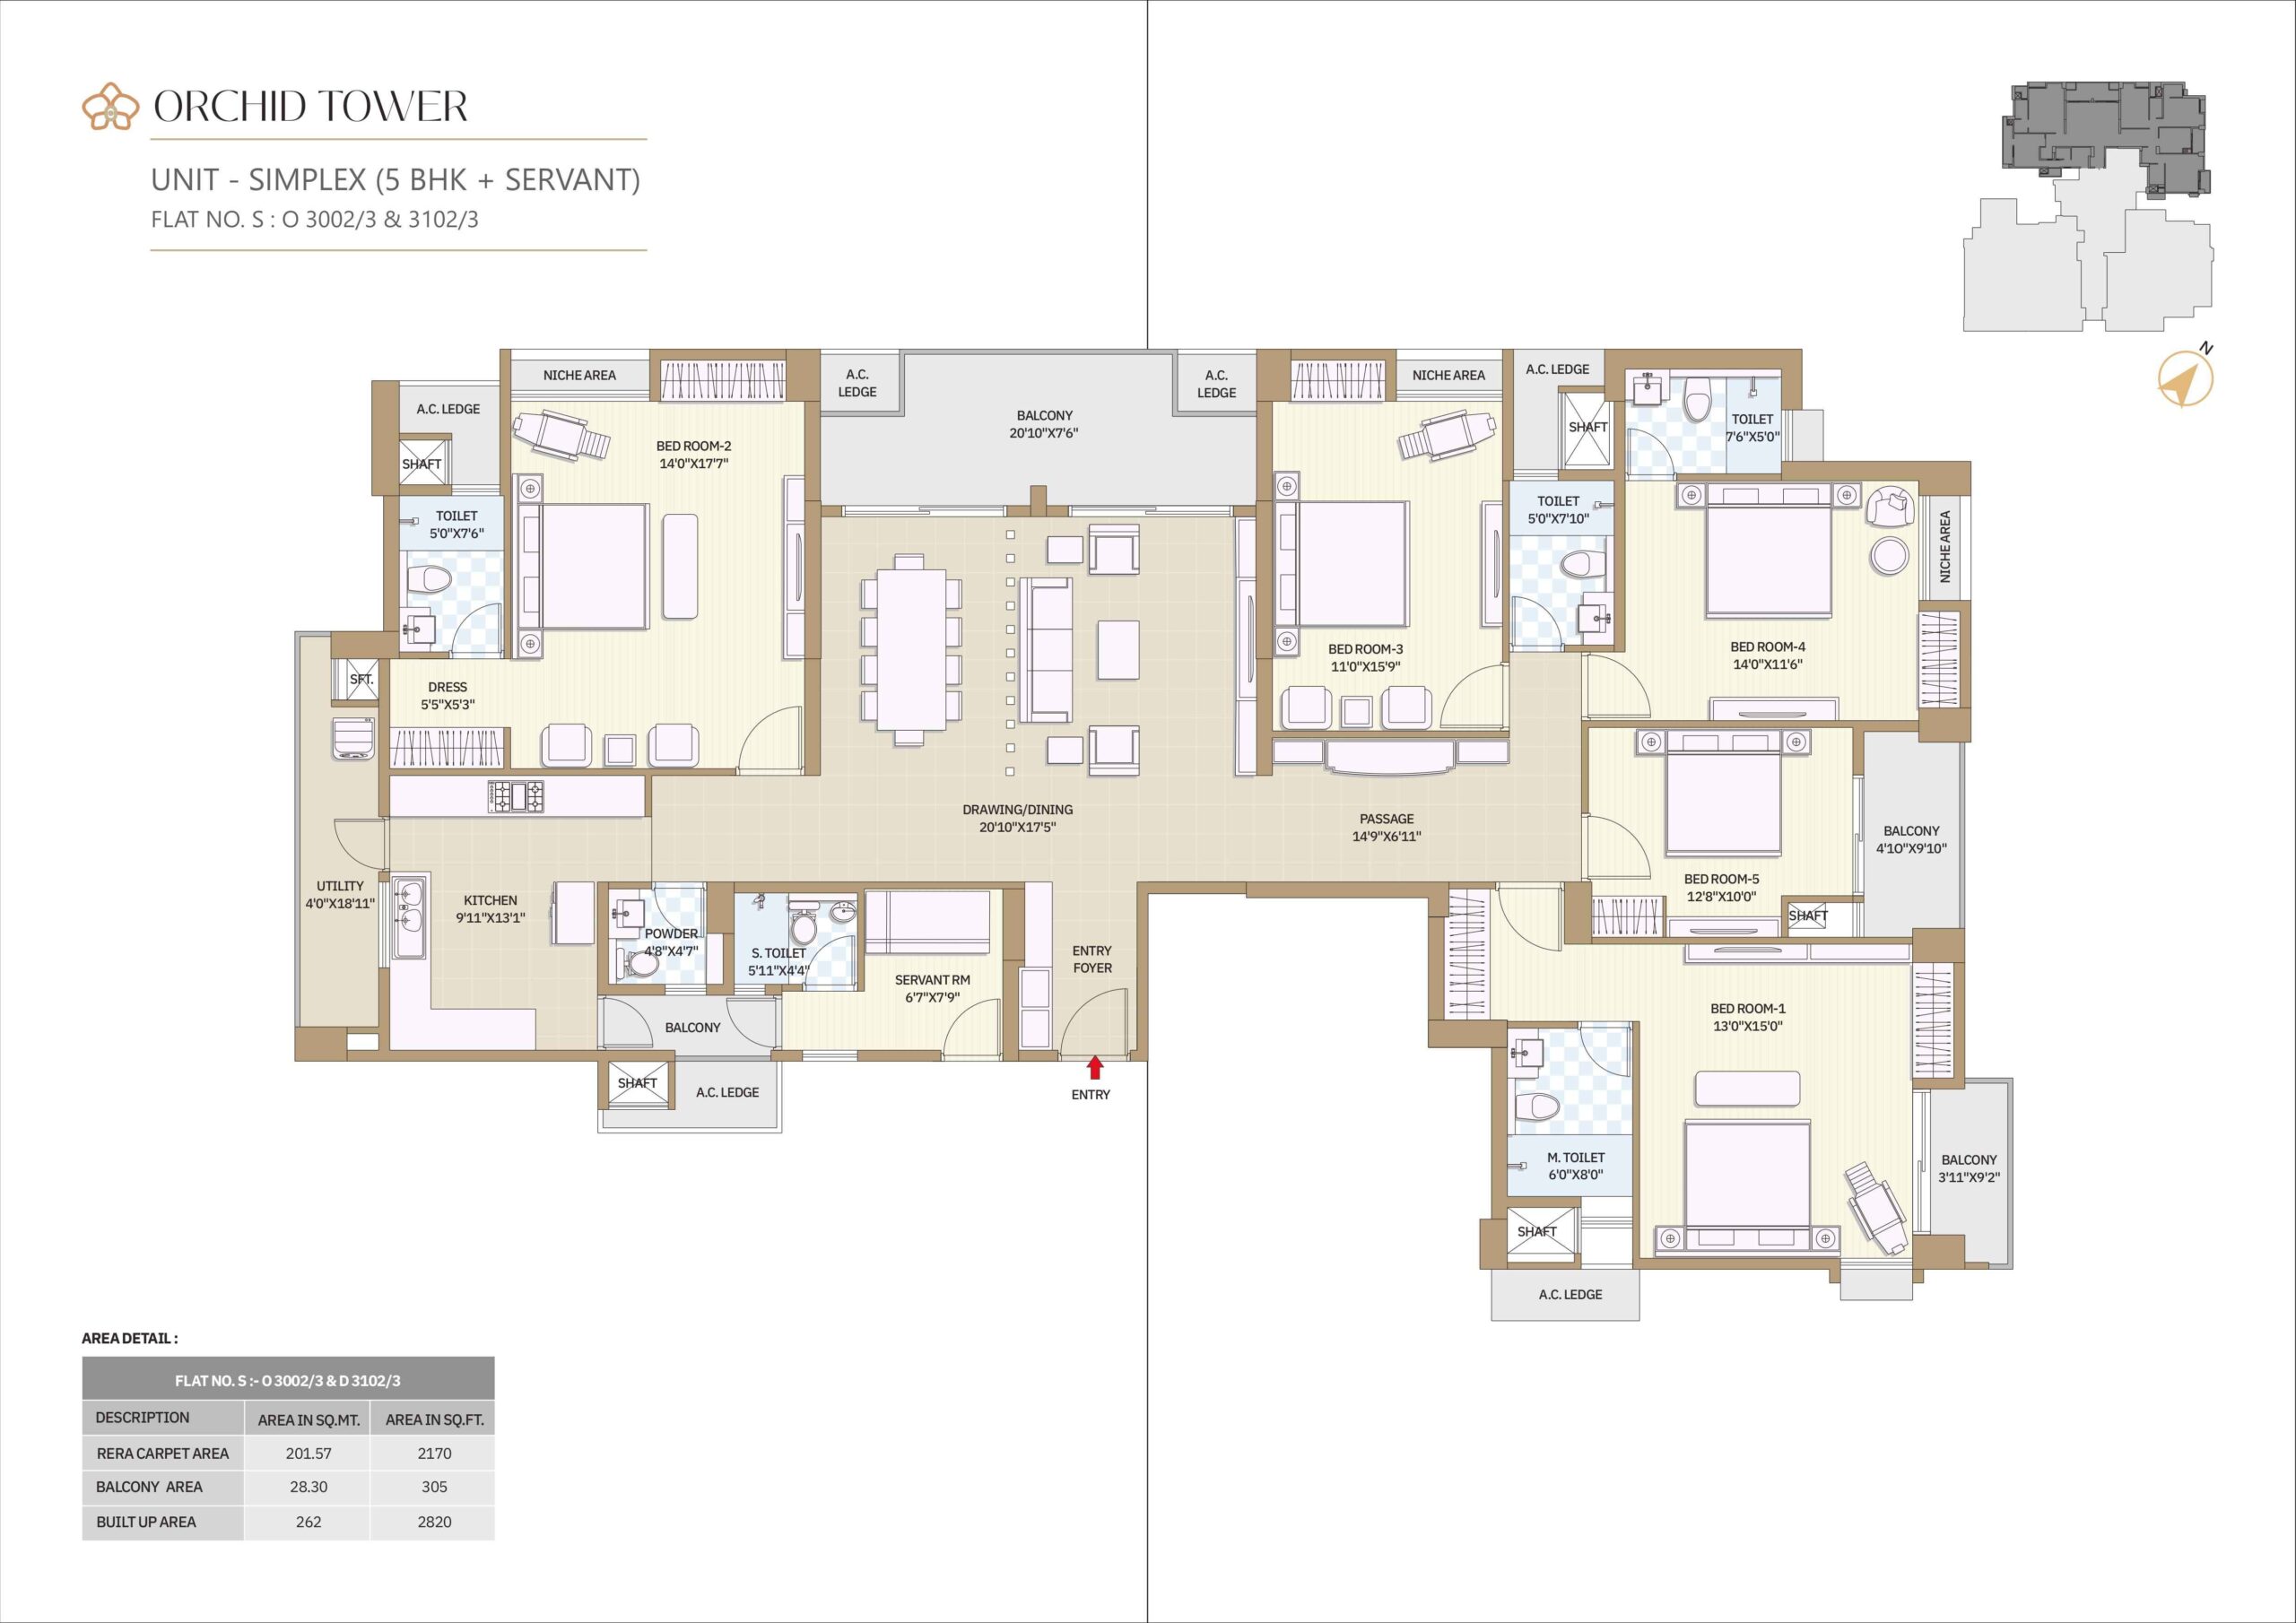 ORCHID TOWER
UNIT - SIMPLEX (5 BHK + SERVANT)
FLAT NO. S : O 3002/3 & 3102/3
N
NICHE AREA
A.C. LEDGE
SHAFT
BED ROOM-2
14'0"X17'7"
TOILET
5'0"X7'6"
DRESS
5'5"X5'3"
SFT.
A.C.
LEDGE
BALCONY
20'10"X7'6"
A.C.
LEDGE
NICHE AREA
A.C. LEDGE
SHAFT
TOILET
7'6"X5'0"
TOILET
5'0"X7'10"
NICHE AREA
BED ROOM-3
11'0"X15'9"
BED ROOM-4
14'0"X11'6"
DRAWING/DINING
20'10"X17'5"
PASSAGE
14'9"X6'11"
BALCONY
4'1O"X9'10"
BED ROOM-5
12'8"X10'0"
SHAFT
UTILITY
4'0"X18'11"
KITCHEN
9'11"X13'1"
POWDER
4'8"X4'7"
S. TOILET
5'11"X4'4"
SERVANT RM
6'7"X7'9"
ENTRY
FOYER
BALCONY
SHAFT
A.C. LEDGE
ENTRY
BED ROOM-1
13'0"X15'0"
M. TOILET
6'0"X8'0"
BALCONY
3'11"X9'2"
SHAFT
A.C. LEDGE
AREA DETAIL :
FLAT NO. S :- O 3002/3 & D 3102/3
DESCRIPTION AREA IN SQ.MT. AREA IN SQ.FT.
RERA CARPET AREA 201.57 2170
BALCONY AREA 28.30 305
BUILT UP AREA 262 2820